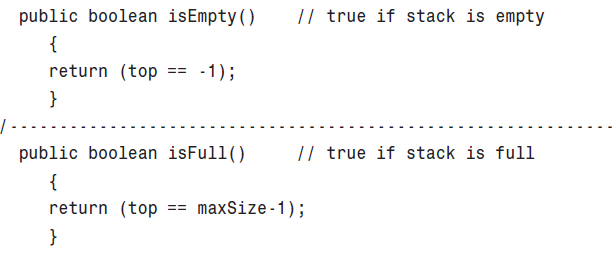 public boolean isEmpty() // true if stack is empty
{
return (top == -1);
}
/--------------------------------------------------------------
public boolean isFull() // true if stack is full
{
return (top == maxSize-1);
}